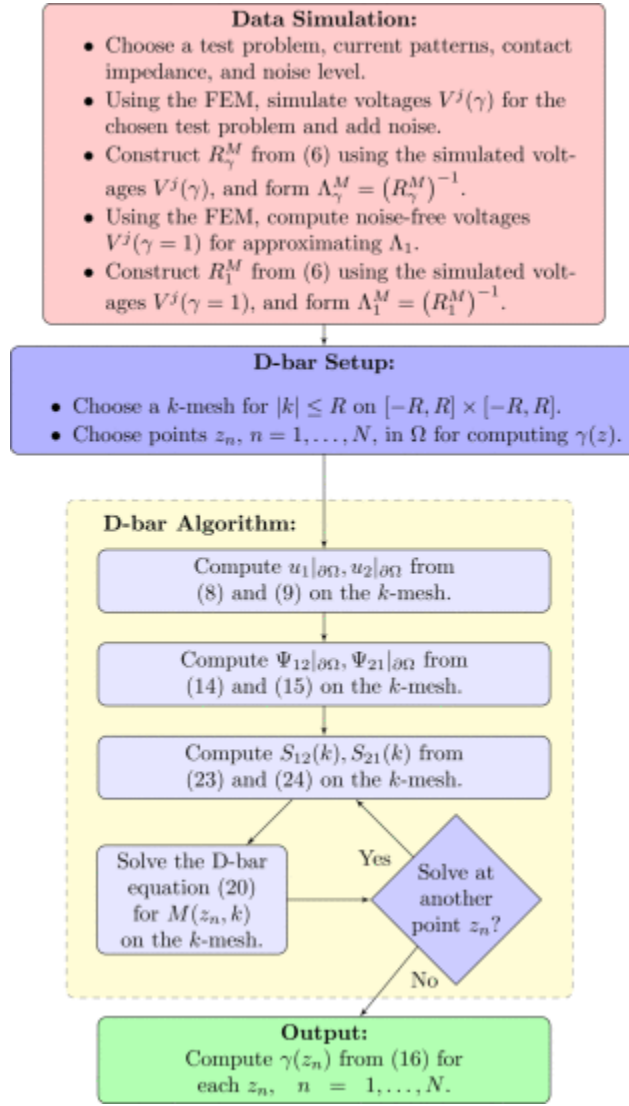 Data Simulation:
• Choose a test problem, current patterns, contact
impedance, and noise level.
• Using the FEM, simulate voltages V^j(γ) for the
chosen test problem and add noise.
• Construct R_γ^M from (6) using the simulated volt-
ages V^j(γ), and form Λ_γ^M = (R_γ^M)^{-1}.
• Using the FEM, compute noise-free voltages
V^j(γ = 1) for approximating Λ_1.
• Construct R_1^M from (6) using the simulated volt-
ages V^j(γ = 1), and form Λ_1^M = (R_1^M)^{-1}.
D-bar Setup:
• Choose a k-mesh for |k| ≤ R on [−R, R] × [−R, R].
• Choose points z_n, n = 1, . . . , N, in Ω for computing γ(z).
D-bar Algorithm:
Compute u_1|_{∂Ω}, u_2|_{∂Ω} from
(8) and (9) on the k-mesh.
Compute Ψ_{12}|_{∂Ω}, Ψ_{21}|_{∂Ω} from
(14) and (15) on the k-mesh.
Compute S_{12}(k), S_{21}(k) from
(23) and (24) on the k-mesh.
Solve the D-bar
equation (20)
for M(z_n, k)
on the k-mesh.
Yes
Solve at
another
point z_n?
No
Output:
Compute γ(z_n) from (16) for
each z_n, n = 1, . . . , N.